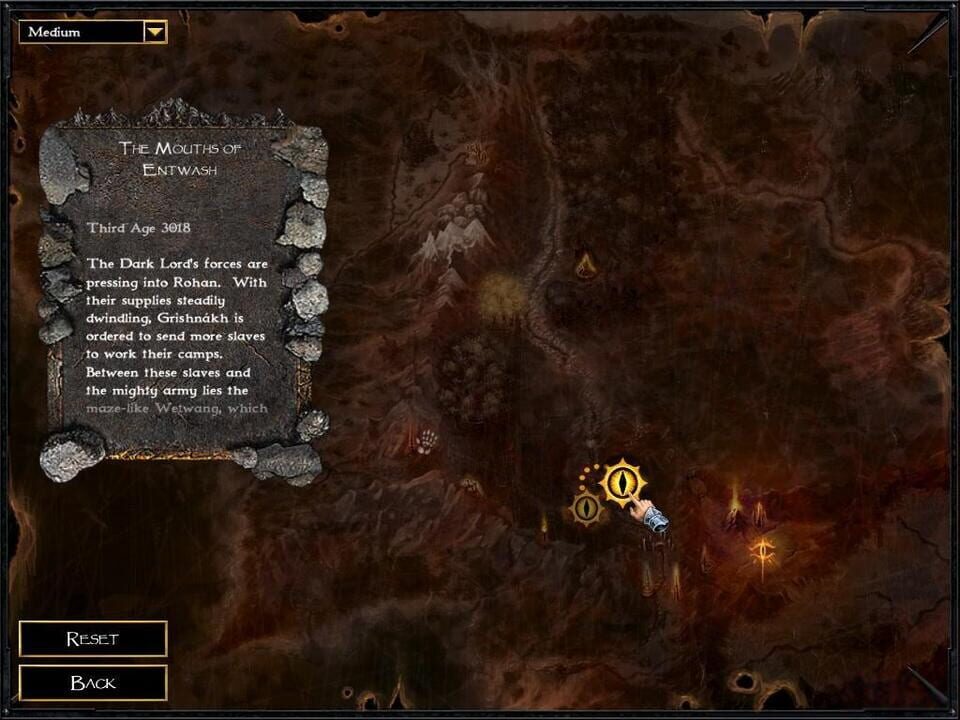 Medium
The Mouths of
Entwash
Third Age 3018
The Dark Lord's forces are
pressing into Rohan. With
their supplies steadily
dwindling, Grishnákh is
ordered to send more slaves
to work their camps.
Between these slaves and
the mighty army lies the
maze-like Wetwang, which
Reset
Back